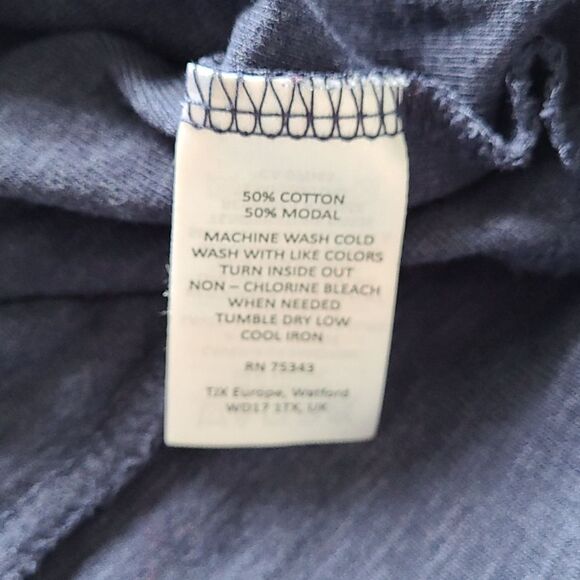 50% COTTON
50% MODAL
MACHINE WASH COLD
WASH WITH LIKE COLORS
TURN INSIDE OUT
NON – CHLORINE BLEACH
WHEN NEEDED
TUMBLE DRY LOW
COOL IRON
RN 75343
TJX Europe, Watford
WD17 1TX, UK